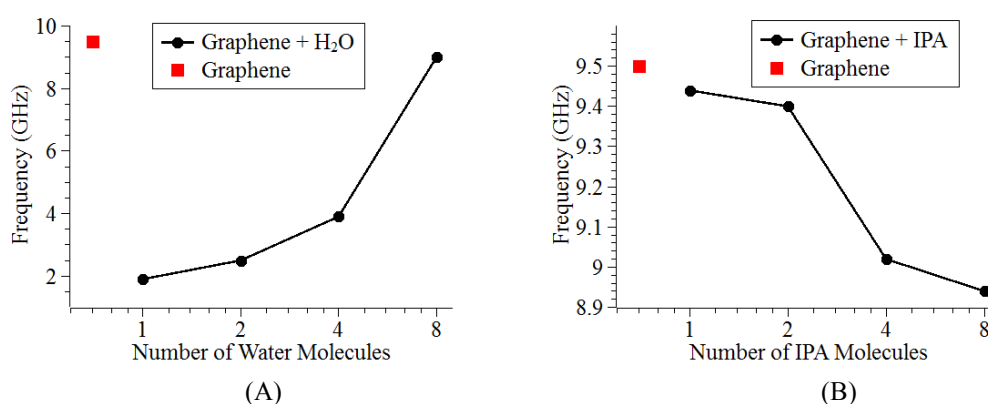 10
8
6
4
2
Frequency (GHz)
Graphene + H₂O
Graphene
1 2 4 8
Number of Water Molecules
(A)
9.5
9.4
9.3
9.2
9.1
9
8.9
Frequency (GHz)
Graphene + IPA
Graphene
1 2 4 8
Number of IPA Molecules
(B)